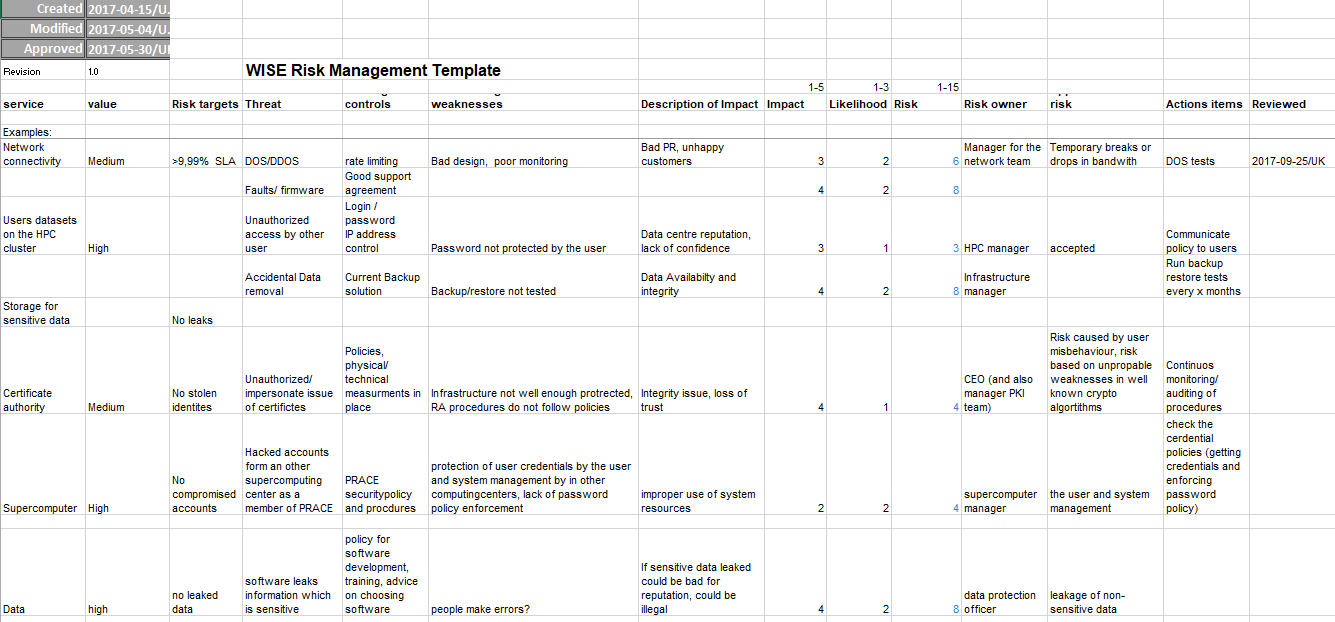 Created 2017-04-15/U
Modified 2017-05-04/U
Approved 2017-05-30/U
Revision 1.0 WISE Risk Management Template
1-5 1-3 1-15
service value Risk targets Threat controls weaknesses Description of Impact Impact Likelihood Risk Risk owner risk Actions items Reviewed
Examples:
Network
connectivity
Medium
>9,99% SLA
DOS/DDOS
rate limiting
Bad design, poor monitoring
Bad PR, unhappy
customers
3
2
6
Manager for the
network team
Temporary breaks or
drops in bandwith
DOS tests
2017-09-25/UK
Faults/ firmware
Good support
agreement
4
2
8
Users datasets
on the HPC
cluster
High
Unauthorized
access by other
user
Login /
password
IP address
control
Password not protected by the user
Data centre reputation,
lack of confidence
3
1
3
HPC manager
accepted
Communicate
policy to users
Accidental Data
removal
Current Backup
solution
Backup/restore not tested
Data Availabilty and
integrity
4
2
8
Infrastructure
manager
Run backup
restore tests
every x months
Storage for
sensitive data
No leaks
Certificate
authority
Medium
No stolen
identites
Unauthorized/
impersonate issue
of certifictes
Policies,
physical/
technical
measurments in
place
Infrastructure not well enough protrected,
RA procedures do not follow policies
Integrity issue, loss of
trust
4
1
4
CEO (and also
manager PKI
team)
Risk caused by user
misbehaviour, risk
based on unpropable
weaknesses in well
known crypto
algortithms
Continuos
monitoring/
auditing of
procedures
Supercomputer
High
No
compromised
accounts
Hacked accounts
form an other
supercomputing
center as a
member of PRACE
PRACE
securitypolicy
and procdures
protection of user credentials by the user
and system management by in other
computingcenters, lack of password
policy enforcement
improper use of system
resources
2
2
4
supercomputer
manager
the user and system
management
check the
cerdential
policies (getting
credentials and
enforcing
password
policy)
Data
high
no leaked
data
software leaks
information which
is sensitive
policy for
software
development,
training, advice
on choosing
software
people make errors?
If sensitive data leaked
could be bad for
reputation, could be
illegal
4
2
8
data protection
officer
leakage of non-
sensitive data